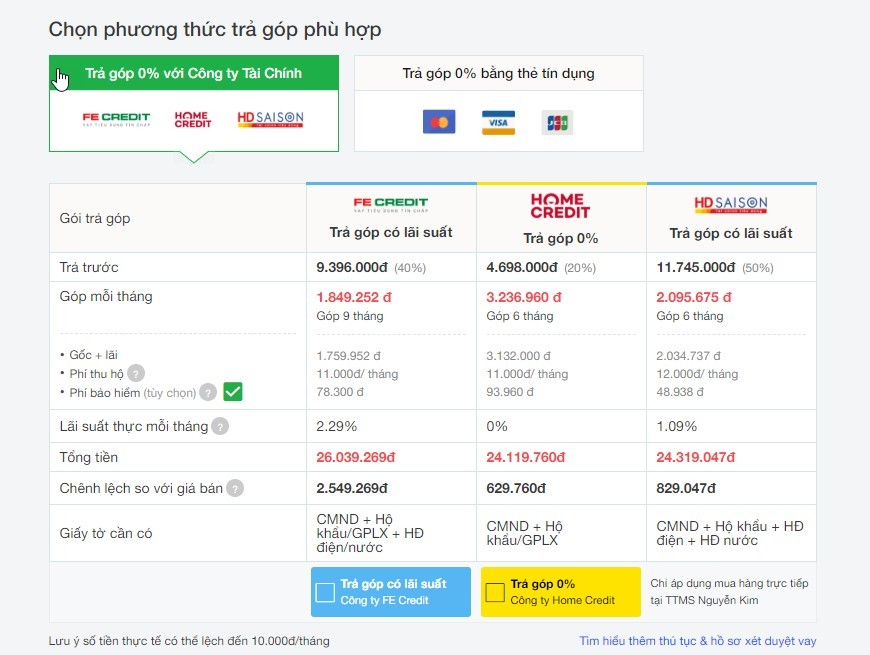 Chọn phương thức trả góp phù hợp
Trả góp 0% với Công ty Tài Chính
Trả góp 0% bằng thẻ tín dụng
FE CREDIT
VAY TIÊU DÙNG TÍN CHẤP
HOME
CREDIT
HD SAISON
VISA
JCB
Gói trả góp
FE CREDIT
VAY TIÊU DÙNG TÍN CHẤP
Trả góp có lãi suất
HOME
CREDIT
Trả góp 0%
HD SAISON
Trả góp có lãi suất
Trả trước
9.396.000đ (40%)
4.698.000đ (20%)
11.745.000đ (50%)
Góp mỗi tháng
1.849.252 đ
Góp 9 tháng
3.236.960 đ
Góp 6 tháng
2.095.675 đ
Góp 6 tháng
• Gốc + lãi
1.759.952 đ
3.132.000 đ
2.034.737 đ
• Phí thu hộ ?
11.000đ/ tháng
11.000đ/ tháng
12.000đ/ tháng
• Phí bảo hiểm (tùy chọn) ?
78.300 đ
93.960 đ
48.938 đ
Lãi suất thực mỗi tháng ?
2.29%
0%
1.09%
Tổng tiền
26.039.269đ
24.119.760đ
24.319.047đ
Chênh lệch so với giá bán ?
2.549.269đ
629.760đ
829.047đ
Giấy tờ cần có
CMND + Hộ
khẩu/GPLX + HĐ
điện/nước
CMND + Hộ
khẩu/GPLX
CMND + Hộ khẩu + HĐ
điện + HĐ nước
Trả góp có lãi suất
Công ty FE Credit
Trả góp 0%
Công ty Home Credit
Chỉ áp dụng mua hàng trực tiếp
tại TTMS Nguyễn Kim
Lưu ý số tiền thực tế có thể lệch đến 10.000đ/tháng
Tìm hiểu thêm thủ tục & hồ sơ xét duyệt vay